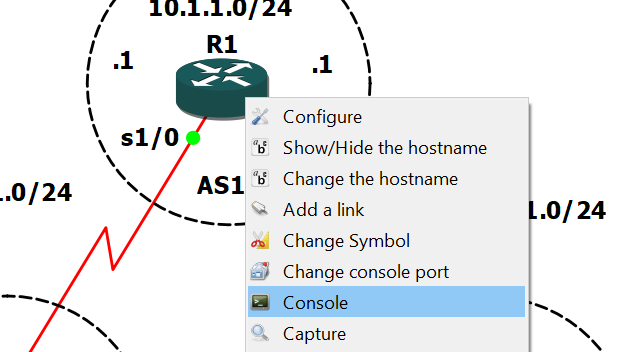 10.1.1.0/24
R1
.1
.1
s1/0
AS1
1.0/24
1.0/24
Configure
Show/Hide the hostname
Change the hostname
Add a link
Change Symbol
Change console port
Console
Capture